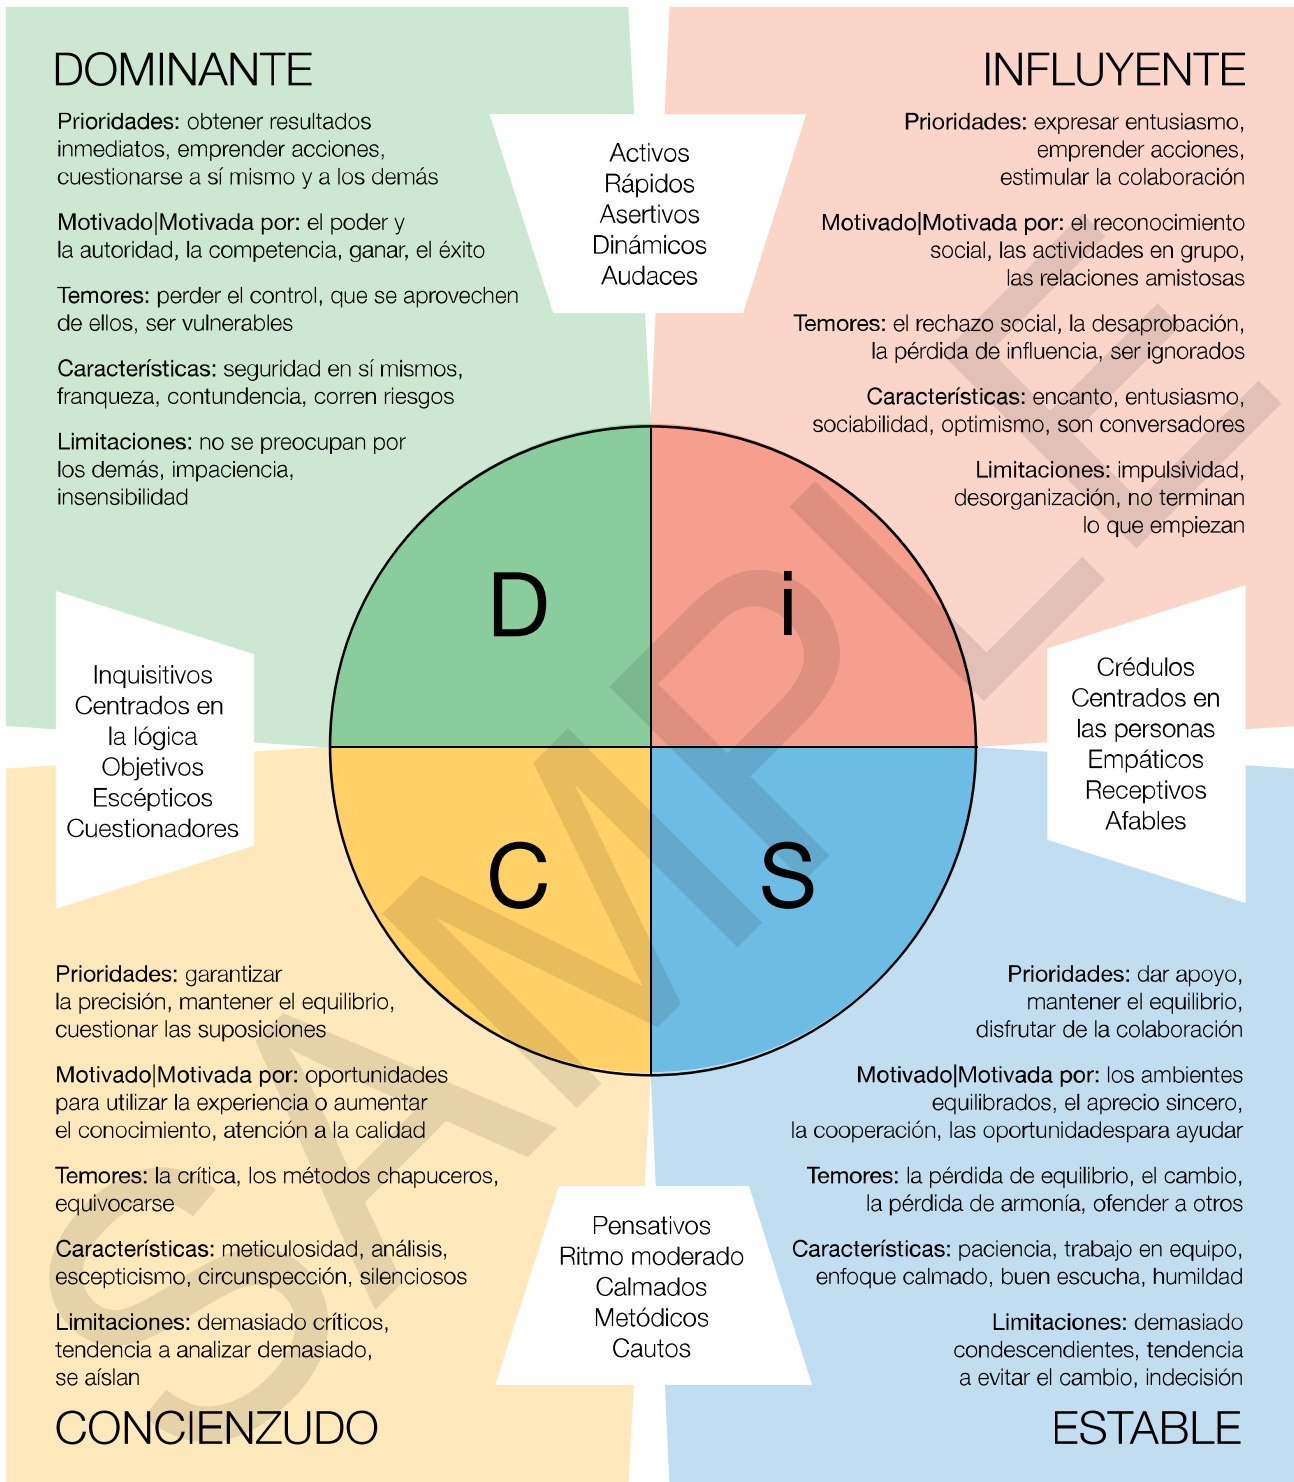 DOMINANTE
Prioridades: obtener resultados
inmediatos, emprender acciones,
cuestionarse a sí mismo y a los demás
Motivado|Motivada por: el poder y
la autoridad, la competencia, ganar, el éxito
Temores: perder el control, que se aprovechen
de ellos, ser vulnerables
Características: seguridad en sí mismos,
franqueza, contundencia, corren riesgos
Limitaciones: no se preocupan por
los demás, impaciencia,
insensibilidad
Activos
Rápidos
Asertivos
Dinámicos
Audaces
INFLUYENTE
Prioridades: expresar entusiasmo,
emprender acciones,
estimular la colaboración
Motivado|Motivada por: el reconocimiento
social, las actividades en grupo,
las relaciones amistosas
Temores: el rechazo social, la desaprobación,
la pérdida de influencia, ser ignorados
Características: encanto, entusiasmo,
sociabilidad, optimismo, son conversadores
Limitaciones: impulsividad,
desorganización, no terminan
lo que empiezan
D
i
Inquisitivos
Centrados en
la lógica
Objetivos
Escépticos
Cuestionadores
Crédulos
Centrados en
las personas
Empáticos
Receptivos
Afables
C
S
Prioridades: garantizar
la precisión, mantener el equilibrio,
cuestionar las suposiciones
Motivado|Motivada por: oportunidades
para utilizar la experiencia o aumentar
el conocimiento, atención a la calidad
Temores: la crítica, los métodos chapuceros,
equivocarse
Características: meticulosidad, análisis,
escepticismo, circunspección, silenciosos
Limitaciones: demasiado críticos,
tendencia a analizar demasiado,
se aíslan
CONCIENZUDO
Pensativos
Ritmo moderado
Calmados
Metódicos
Cautos
Prioridades: dar apoyo,
mantener el equilibrio,
disfrutar de la colaboración
Motivado|Motivada por: los ambientes
equilibrados, el aprecio sincero,
la cooperación, las oportunidadespara ayudar
Temores: la pérdida de equilibrio, el cambio,
la pérdida de armonía, ofender a otros
Características: paciencia, trabajo en equipo,
enfoque calmado, buen escucha, humildad
Limitaciones: demasiado
condescendientes, tendencia
a evitar el cambio, indecisión
ESTABLE
SAMPLE